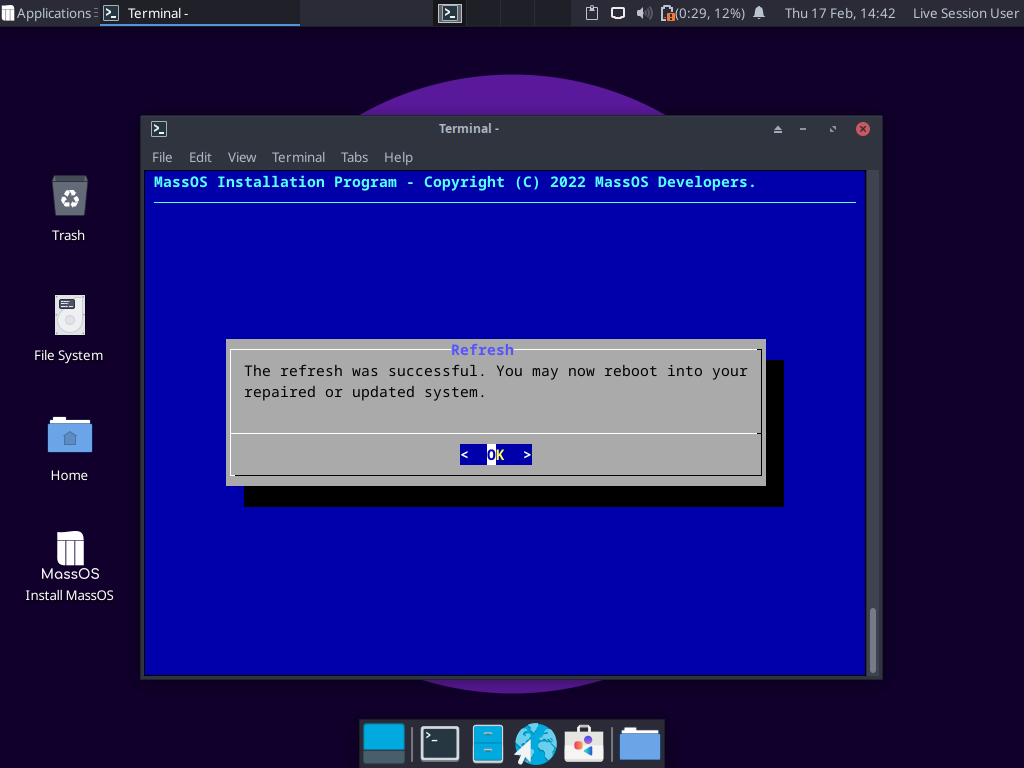 Applications
Terminal -
(0:29, 12%)
Thu 17 Feb, 14:42
Live Session User
Terminal -
File Edit View Terminal Tabs Help
MassOS Installation Program - Copyright (C) 2022 MassOS Developers.
Refresh
The refresh was successful. You may now reboot into your
repaired or updated system.
< OK >
Trash
File System
Home
MassOS
Install MassOS